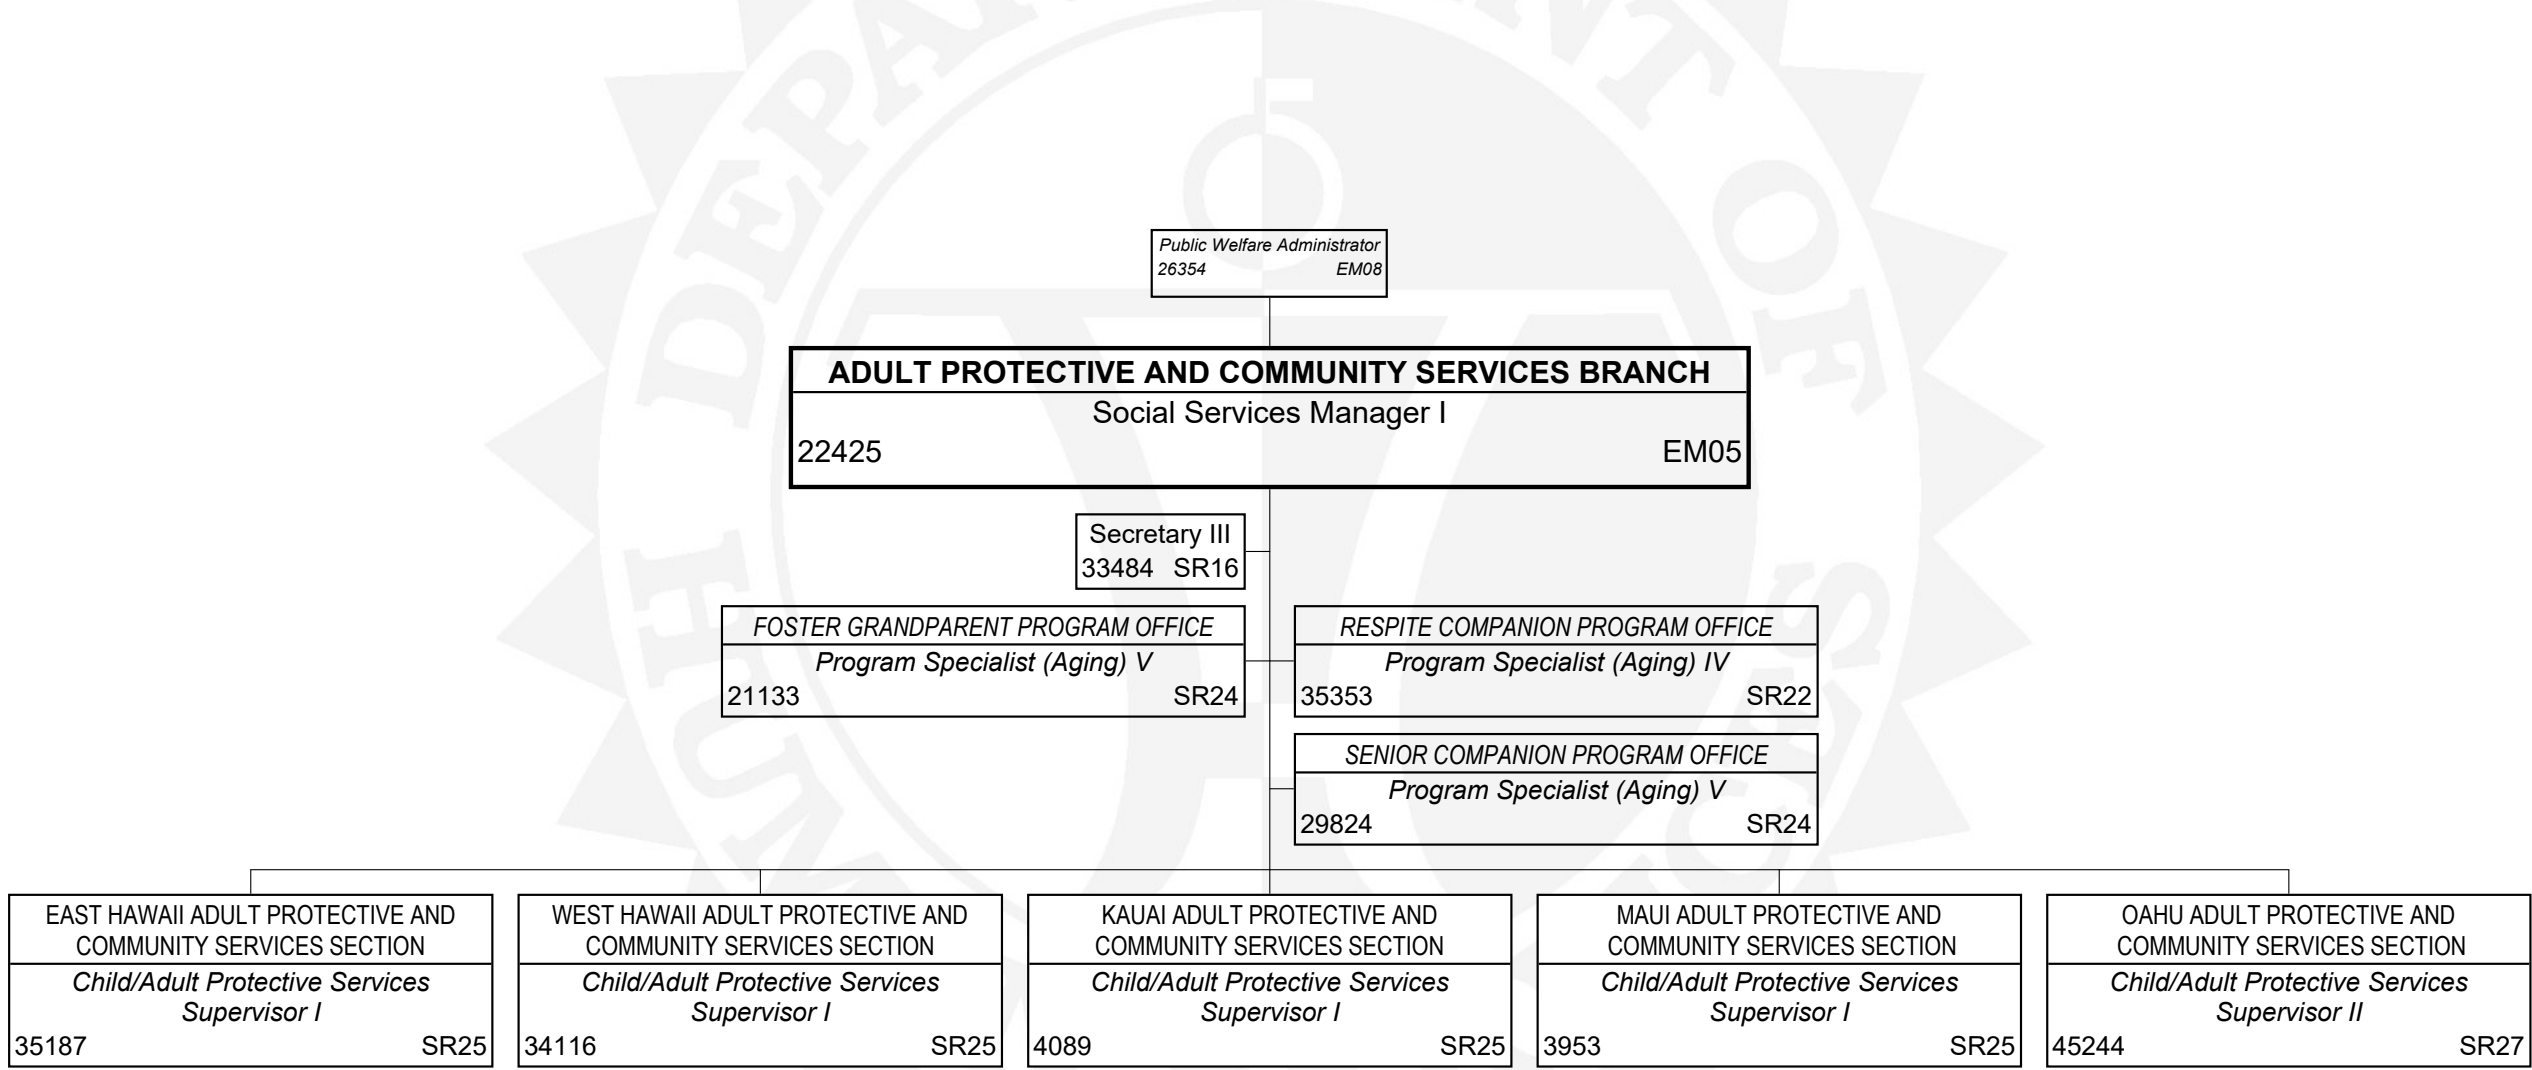 DEPARTMENT OF
HUMAN SERVICES
Public Welfare Administrator
26354 EM08
ADULT PROTECTIVE AND COMMUNITY SERVICES BRANCH
Social Services Manager I
22425 EM05
Secretary III
33484 SR16
FOSTER GRANDPARENT PROGRAM OFFICE
Program Specialist (Aging) V
21133 SR24
RESPITE COMPANION PROGRAM OFFICE
Program Specialist (Aging) IV
35353 SR22
SENIOR COMPANION PROGRAM OFFICE
Program Specialist (Aging) V
29824 SR24
EAST HAWAII ADULT PROTECTIVE AND
COMMUNITY SERVICES SECTION
Child/Adult Protective Services
Supervisor I
35187 SR25
WEST HAWAII ADULT PROTECTIVE AND
COMMUNITY SERVICES SECTION
Child/Adult Protective Services
Supervisor I
34116 SR25
KAUAI ADULT PROTECTIVE AND
COMMUNITY SERVICES SECTION
Child/Adult Protective Services
Supervisor I
4089 SR25
MAUI ADULT PROTECTIVE AND
COMMUNITY SERVICES SECTION
Child/Adult Protective Services
Supervisor I
3953 SR25
OAHU ADULT PROTECTIVE AND
COMMUNITY SERVICES SECTION
Child/Adult Protective Services
Supervisor II
45244 SR27